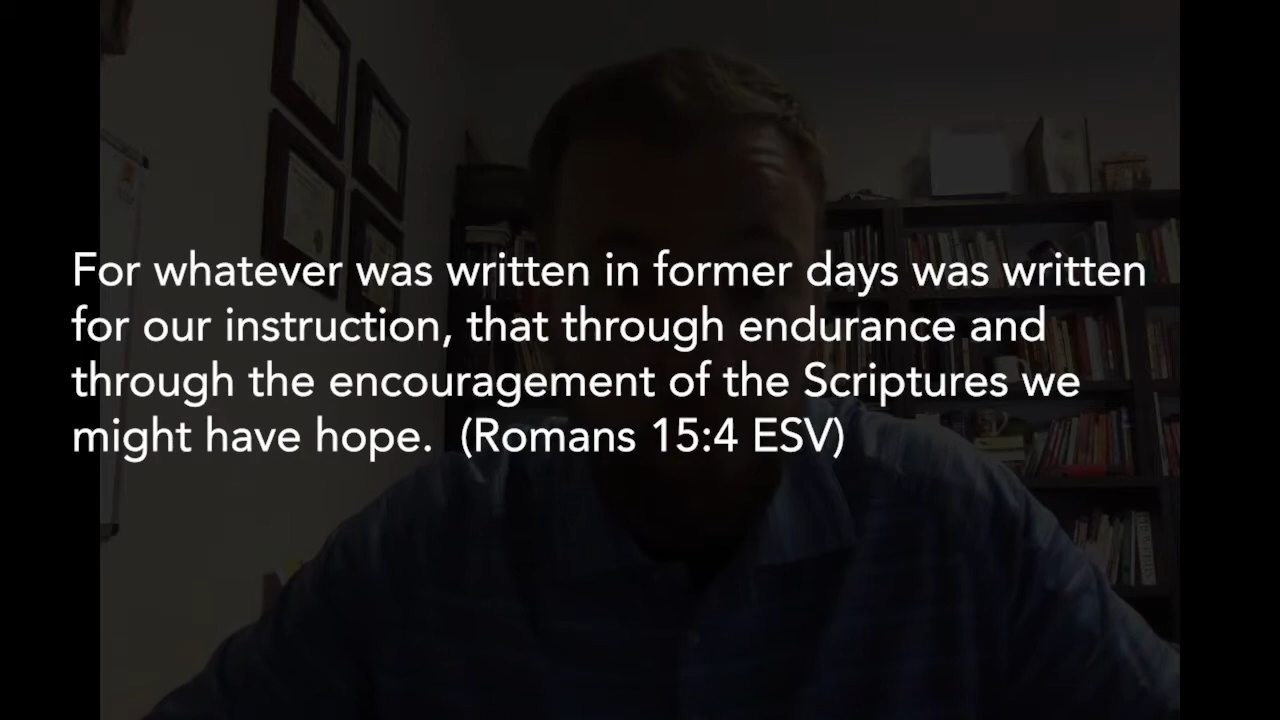 For whatever was written in former days was written
for our instruction, that through endurance and
through the encouragement of the Scriptures we
might have hope.  (Romans 15:4 ESV)